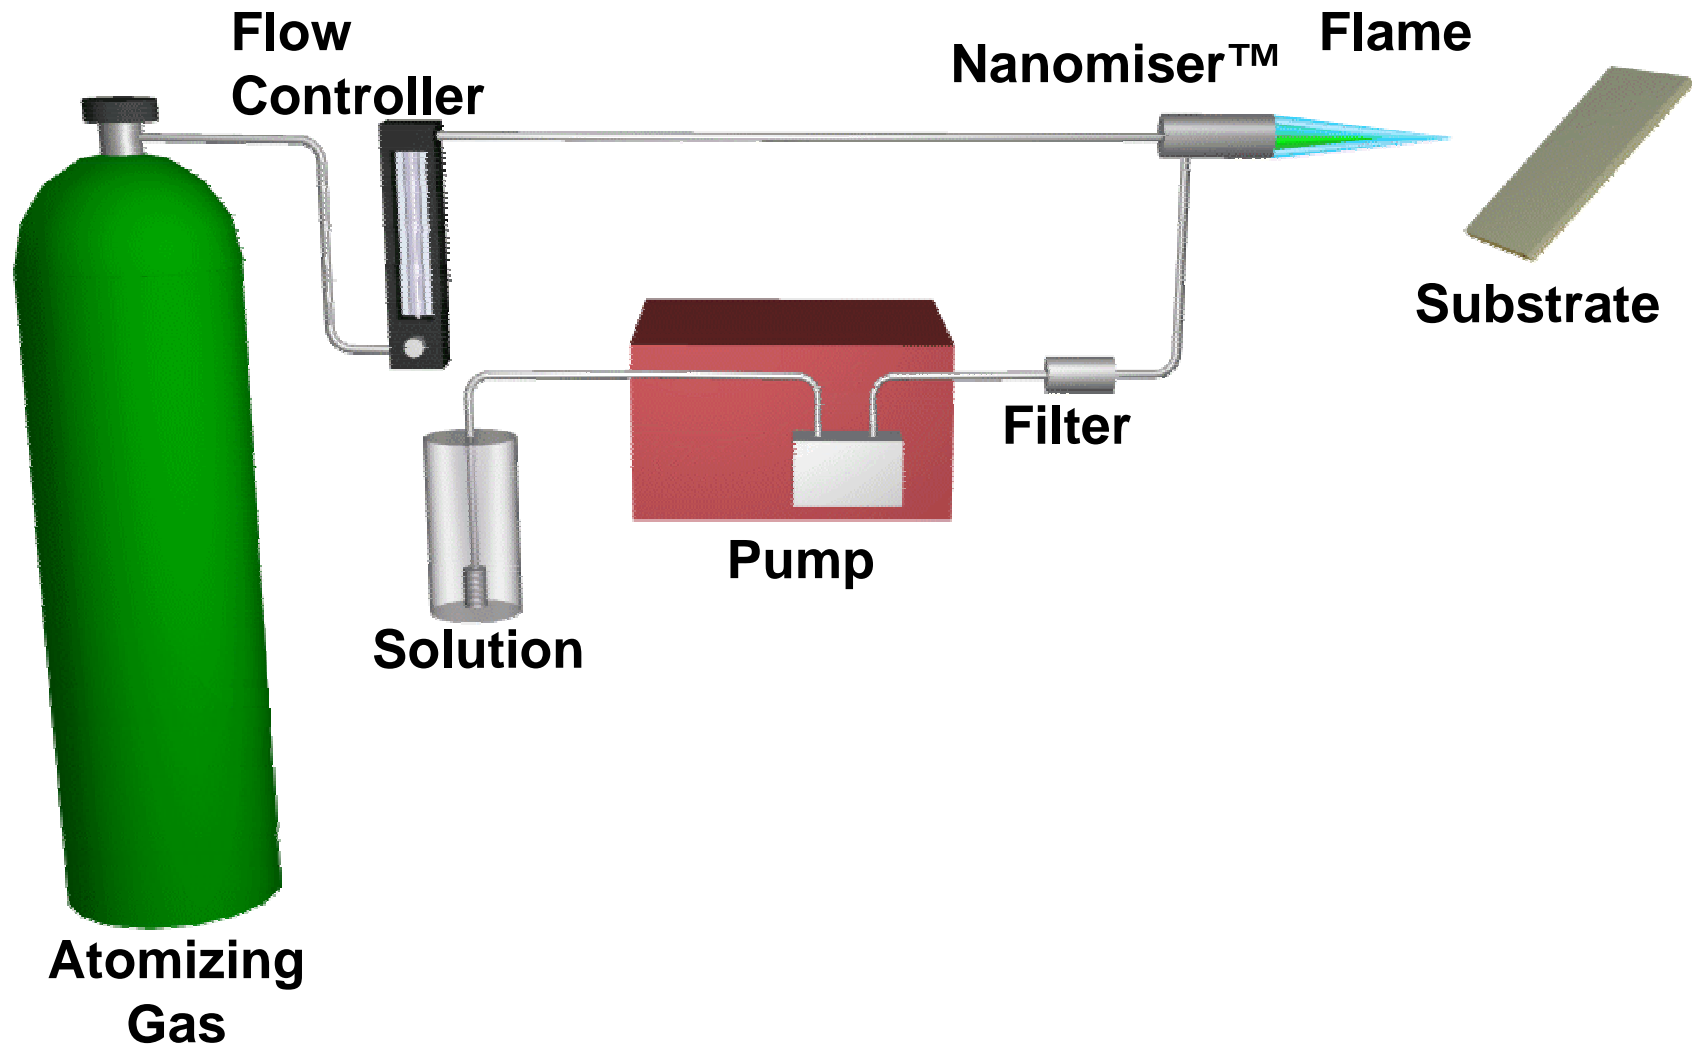 Flow
Controller
Nanomiser™
Flame
Substrate
Filter
Pump
Solution
Atomizing
Gas